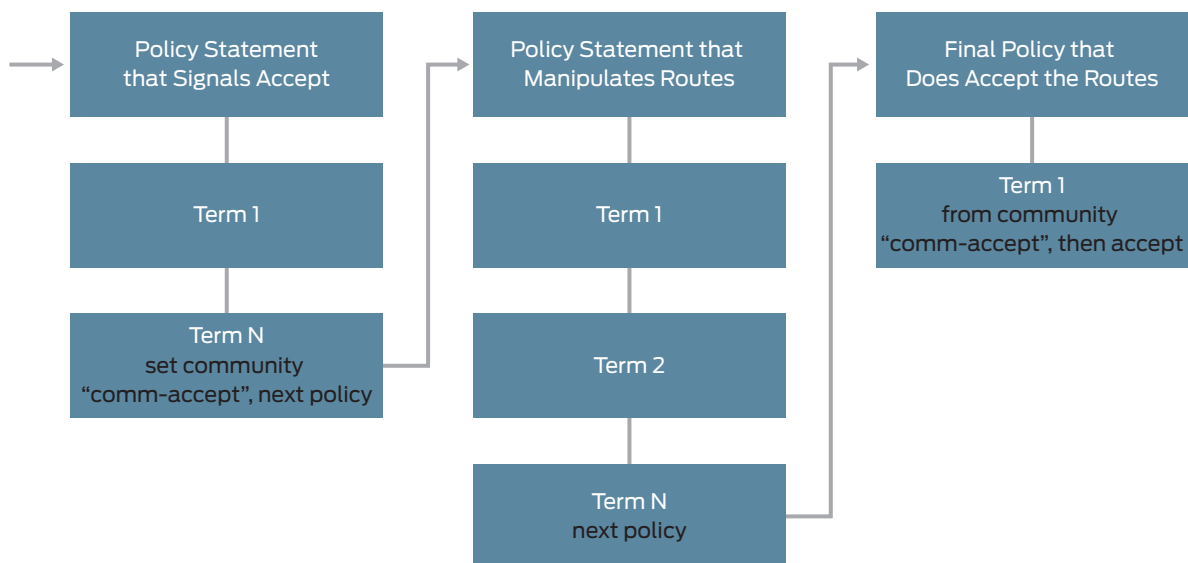 Policy Statement
that Signals Accept
Term 1
Term N
set community
“comm-accept”, next policy
Policy Statement that
Manipulates Routes
Term 1
Term 2
Term N
next policy
Final Policy that
Does Accept the Routes
Term 1
from community
“comm-accept”, then accept